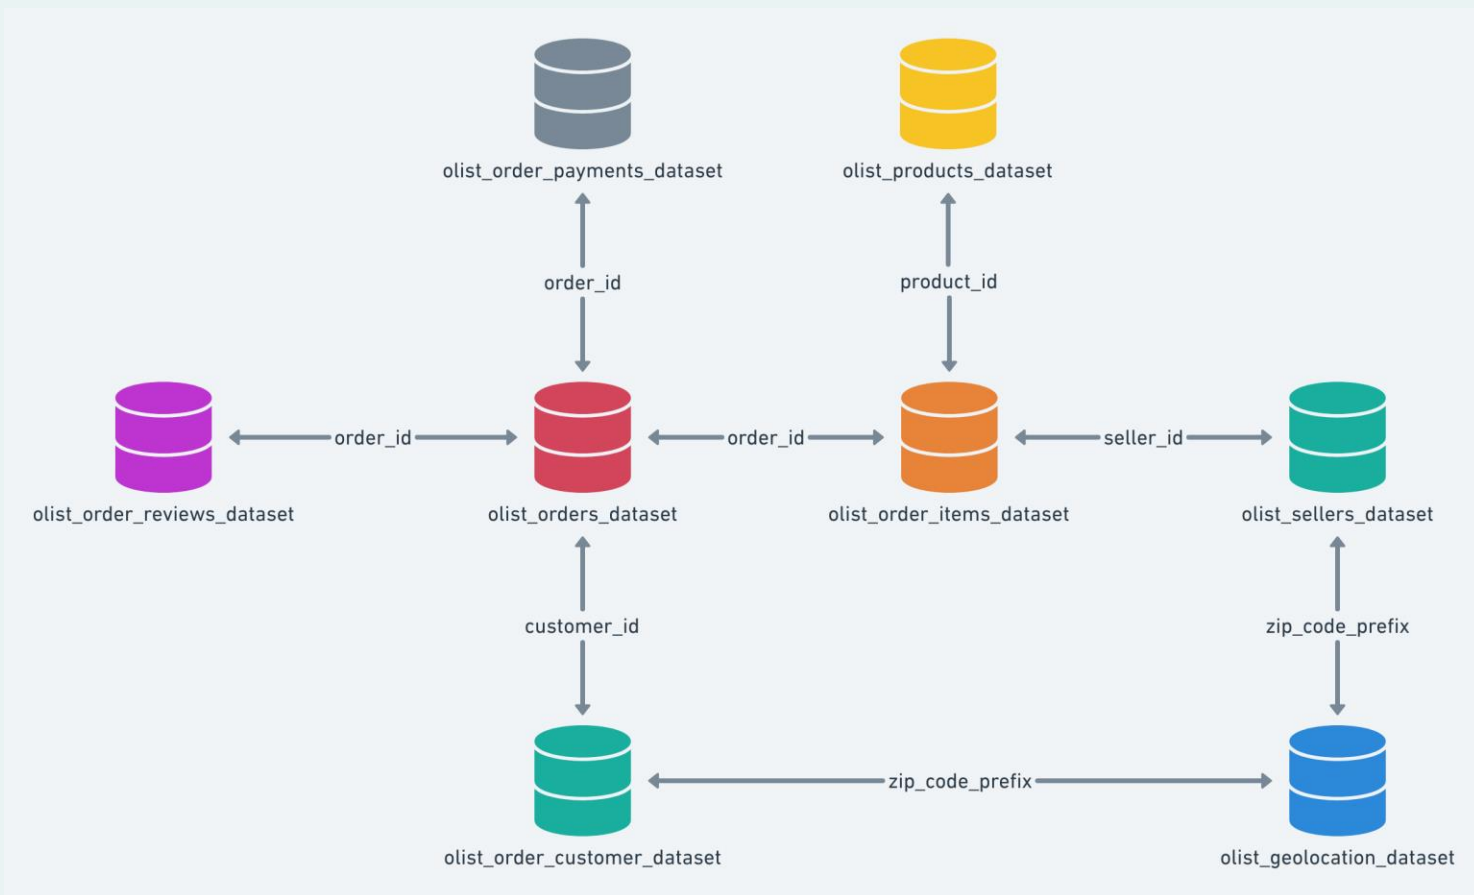 olist_order_payments_dataset
olist_products_dataset
order_id
product_id
order_id
order_id
seller_id
olist_order_reviews_dataset
olist_orders_dataset
olist_order_items_dataset
olist_sellers_dataset
customer_id
zip_code_prefix
zip_code_prefix
olist_order_customer_dataset
olist_geolocation_dataset